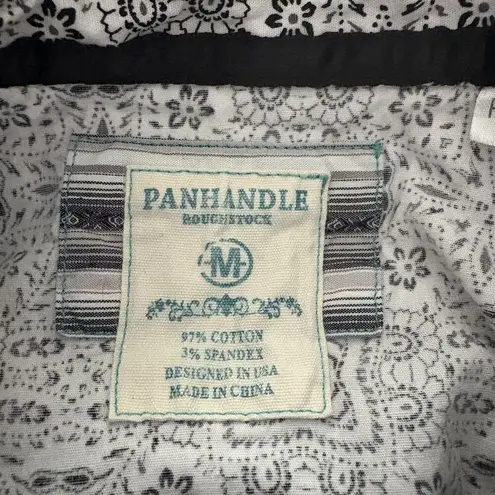 PANHANDLE
ROUGHSTOCK
M
97% COTTON
3% SPANDEX
DESIGNED IN USA
MADE IN CHINA